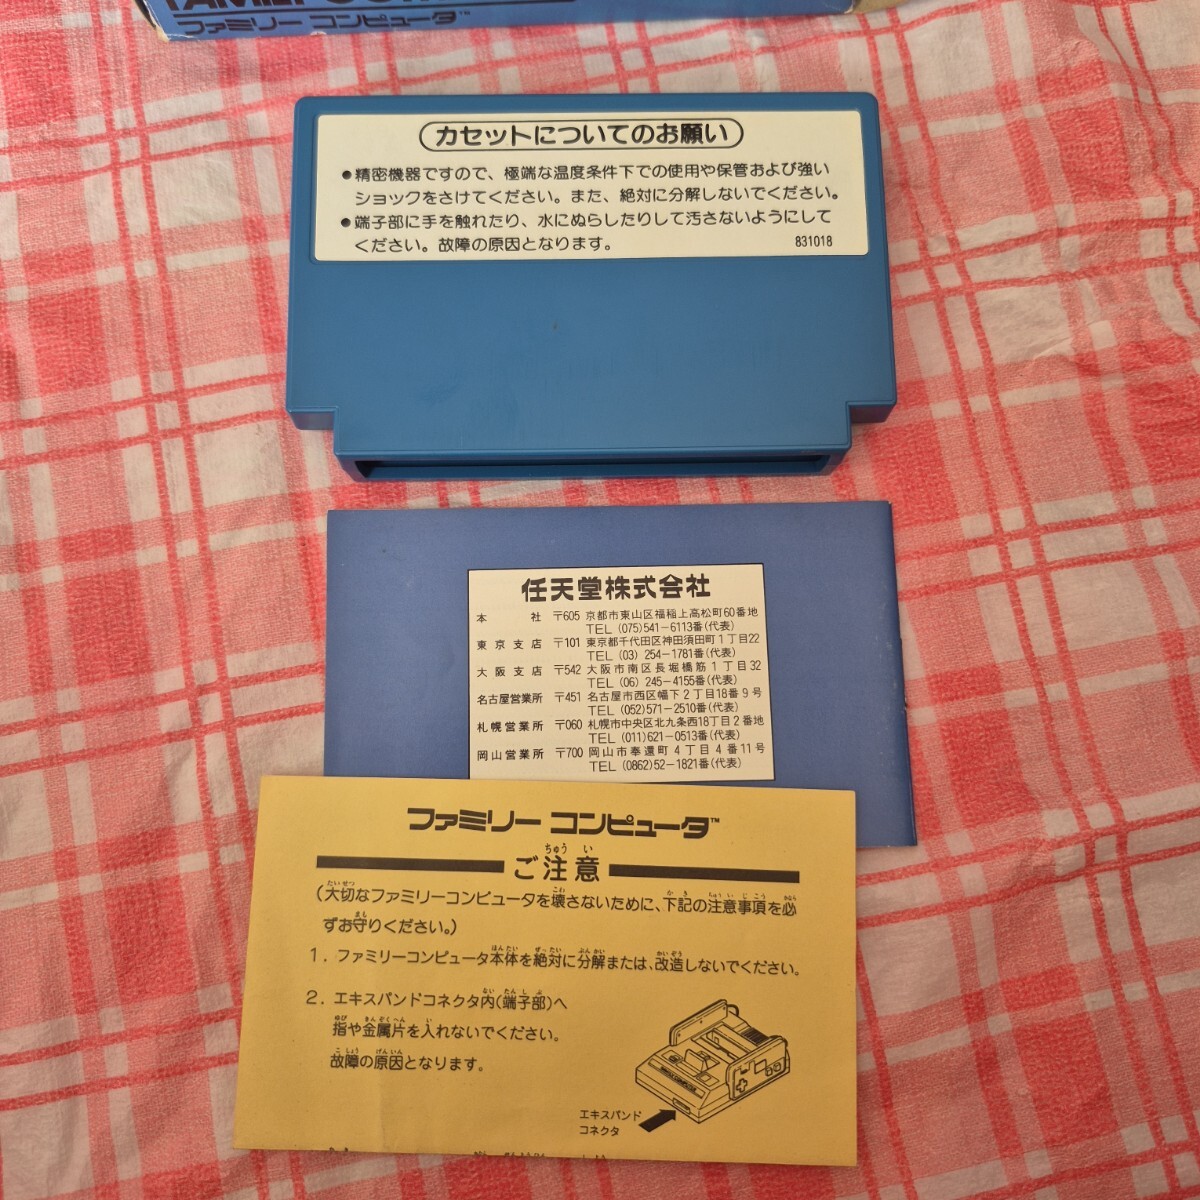 ファミリー コンピュータ™
カセットについてのお願い
●精密機器ですので、極端な温度条件下での使用や保管および強い
ショックをさけてください。また、絶対に分解しないでください。
●端子部に手を触れたり、水にぬらしたりして汚さないようにして
ください。故障の原因となります。
831018
任天堂株式会社
本社 〒605 京都市東山区福稲上高松町60番地
TEL (075)541-6113番(代表)
東京支店 〒101 東京都千代田区神田須田町1丁目22
TEL (03) 254-1781番(代表)
大阪支店 〒542 大阪市南区長堀橋筋1丁目32
TEL (06) 245-4155番(代表)
名古屋営業所 〒451 名古屋市西区幅下2丁目18番9号
TEL (052)571-2510番(代表)
札幌営業所 〒060 札幌市中央区北九条西18丁目2番地
TEL (011)621-0513番(代表)
岡山営業所 〒700 岡山市奉還町4丁目4番11号
TEL (0862)52-1821番(代表)
ファミリー コンピュータ™
ご注意
(大切なファミリーコンピュータを壊さないために、下記の注意事項を必
ずお守りください。)
1. ファミリーコンピュータ本体を絶対に分解または、改造しないでください。
2. エキスパンドコネクタ内(端子部)へ
指や金属片を入れないでください。
故障の原因となります。
エキスパンド
コネクタ